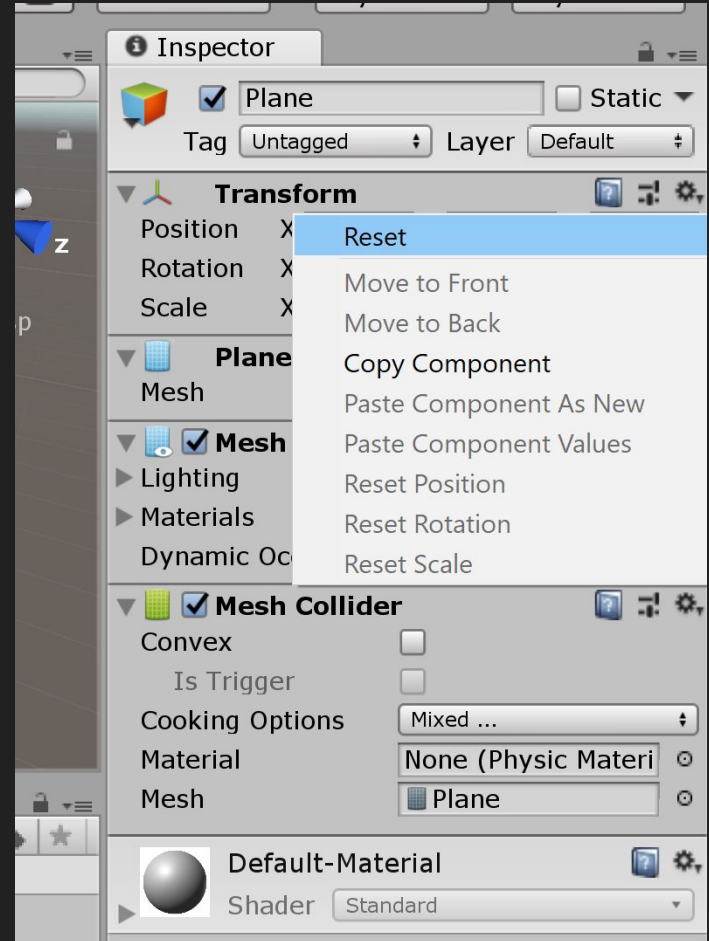 Inspector
Plane
Static
Tag Untagged Layer Default
Transform
Position X
Reset
z
Rotation X
Move to Front
Scale X
Move to Back
p
Plane
Copy Component
Mesh
Paste Component As New
Mesh
Paste Component Values
Lighting
Reset Position
Materials
Reset Rotation
Dynamic Occ
Reset Scale
Mesh Collider
Convex
Is Trigger
Cooking Options Mixed ...
Material None (Physic Materi
Mesh Plane
Default-Material
Shader Standard